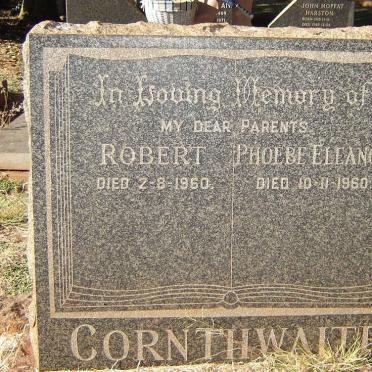 JOHN MOFFAT
HARSTON
In Loving Memory of
MY DEAR PARENTS
ROBERT PHOEBE ELEANO
DIED 2-8-1960. DIED 10-11-1960
CORNTHWAITE